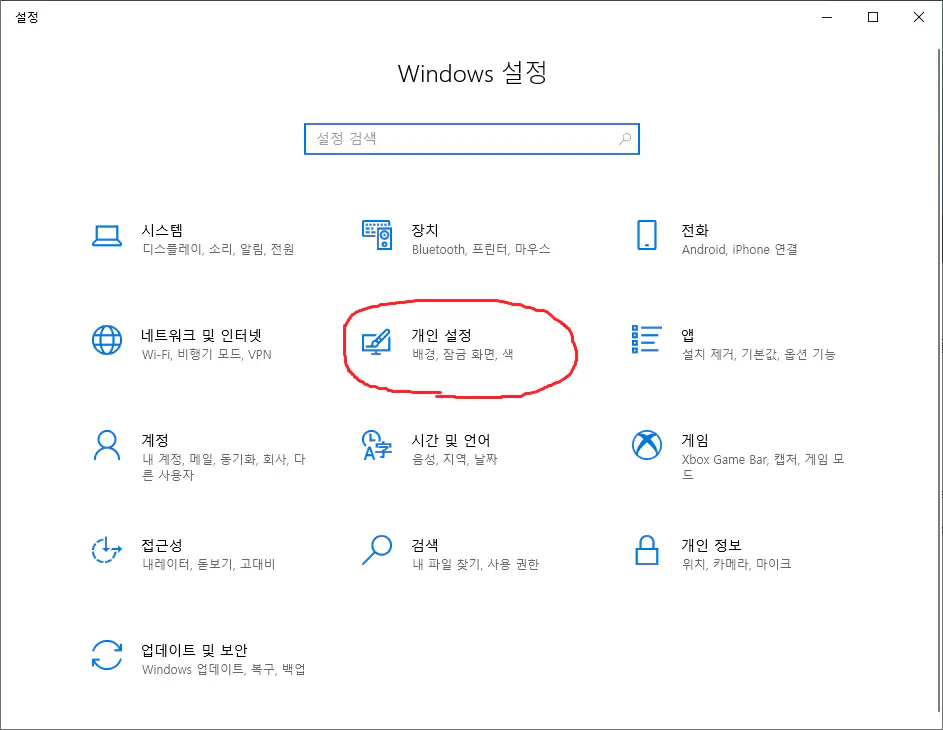 설정
Windows 설정
설정 검색
시스템
디스플레이, 소리, 알림, 전원
장치
Bluetooth, 프린터, 마우스
전화
Android, iPhone 연결
네트워크 및 인터넷
Wi-Fi, 비행기 모드, VPN
개인 설정
배경, 잠금 화면, 색
앱
설치 제거, 기본값, 옵션 기능
계정
내 계정, 메일, 동기화, 회사, 다
른 사용자
시간 및 언어
음성, 지역, 날짜
게임
Xbox Game Bar, 캡처, 게임 모
드
접근성
내레이터, 돋보기, 고대비
검색
내 파일 찾기, 사용 권한
개인 정보
위치, 카메라, 마이크
업데이트 및 보안
Windows 업데이트, 복구, 백업